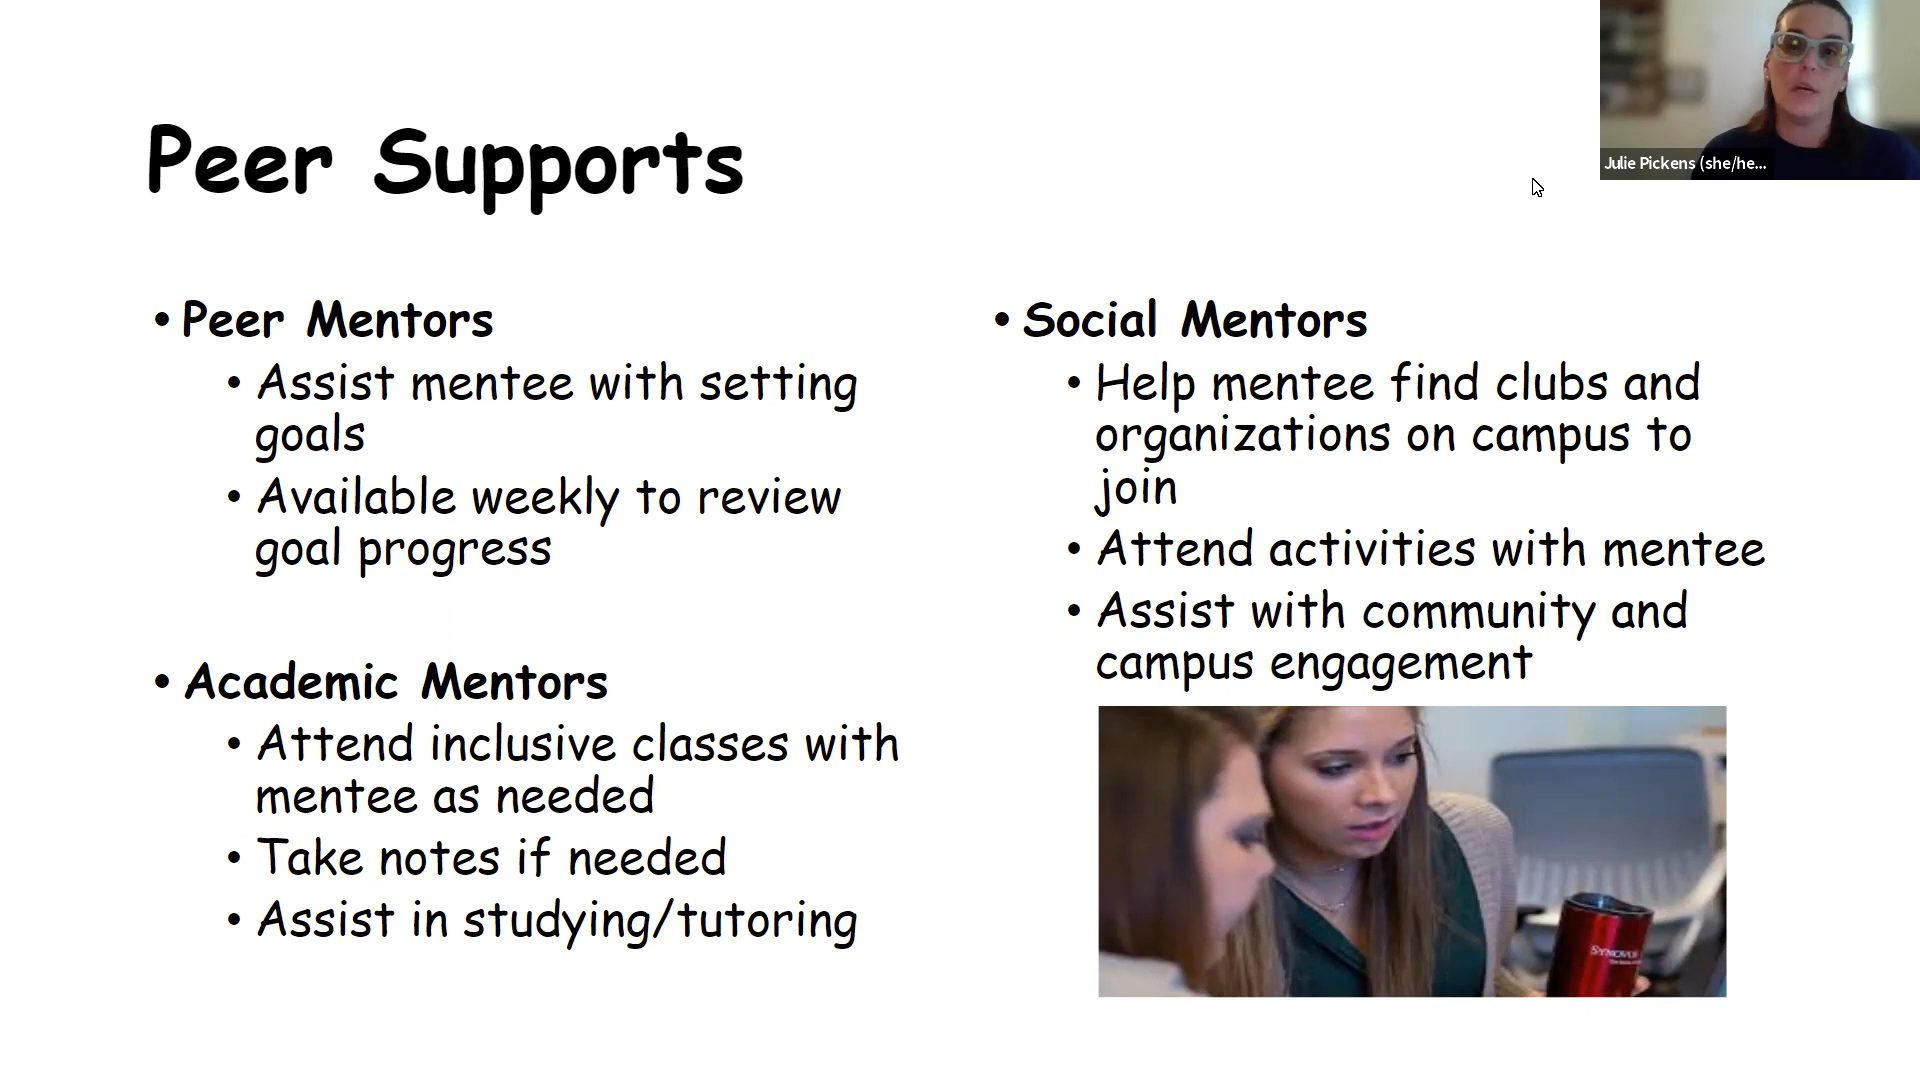 Peer Supports
• Peer Mentors
• Assist mentee with setting
goals
• Available weekly to review
goal progress
• Academic Mentors
• Attend inclusive classes with
mentee as needed
• Take notes if needed
• Assist in studying/tutoring
• Social Mentors
• Help mentee find clubs and
organizations on campus to
join
• Attend activities with mentee
• Assist with community and
campus engagement
SYNOVUS
Julie Pickens (she/he...